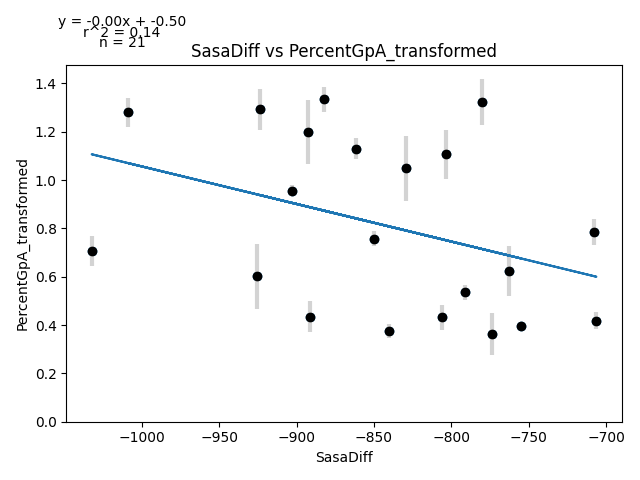 y = -0.00x + -0.50
r^2 = 0.14
n = 21
SasaDiff vs PercentGpA_transformed
PercentGpA_transformed
1.4
1.2
1.0
0.8
0.6
0.4
0.2
0.0
−1000
−950
−900
−850
−800
−750
−700
SasaDiff